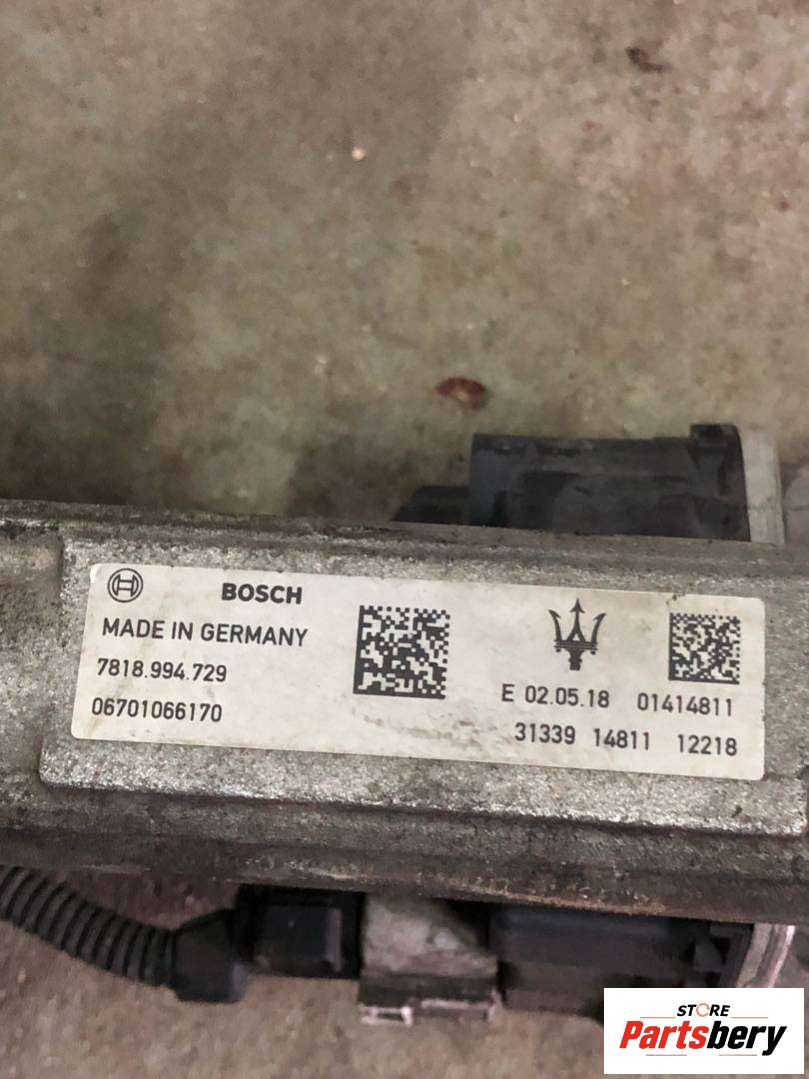 BOSCH
MADE IN GERMANY
7818.994.729
06701066170
E 02.05.18 01414811
31339 14811 12218
STORE
Partsbery